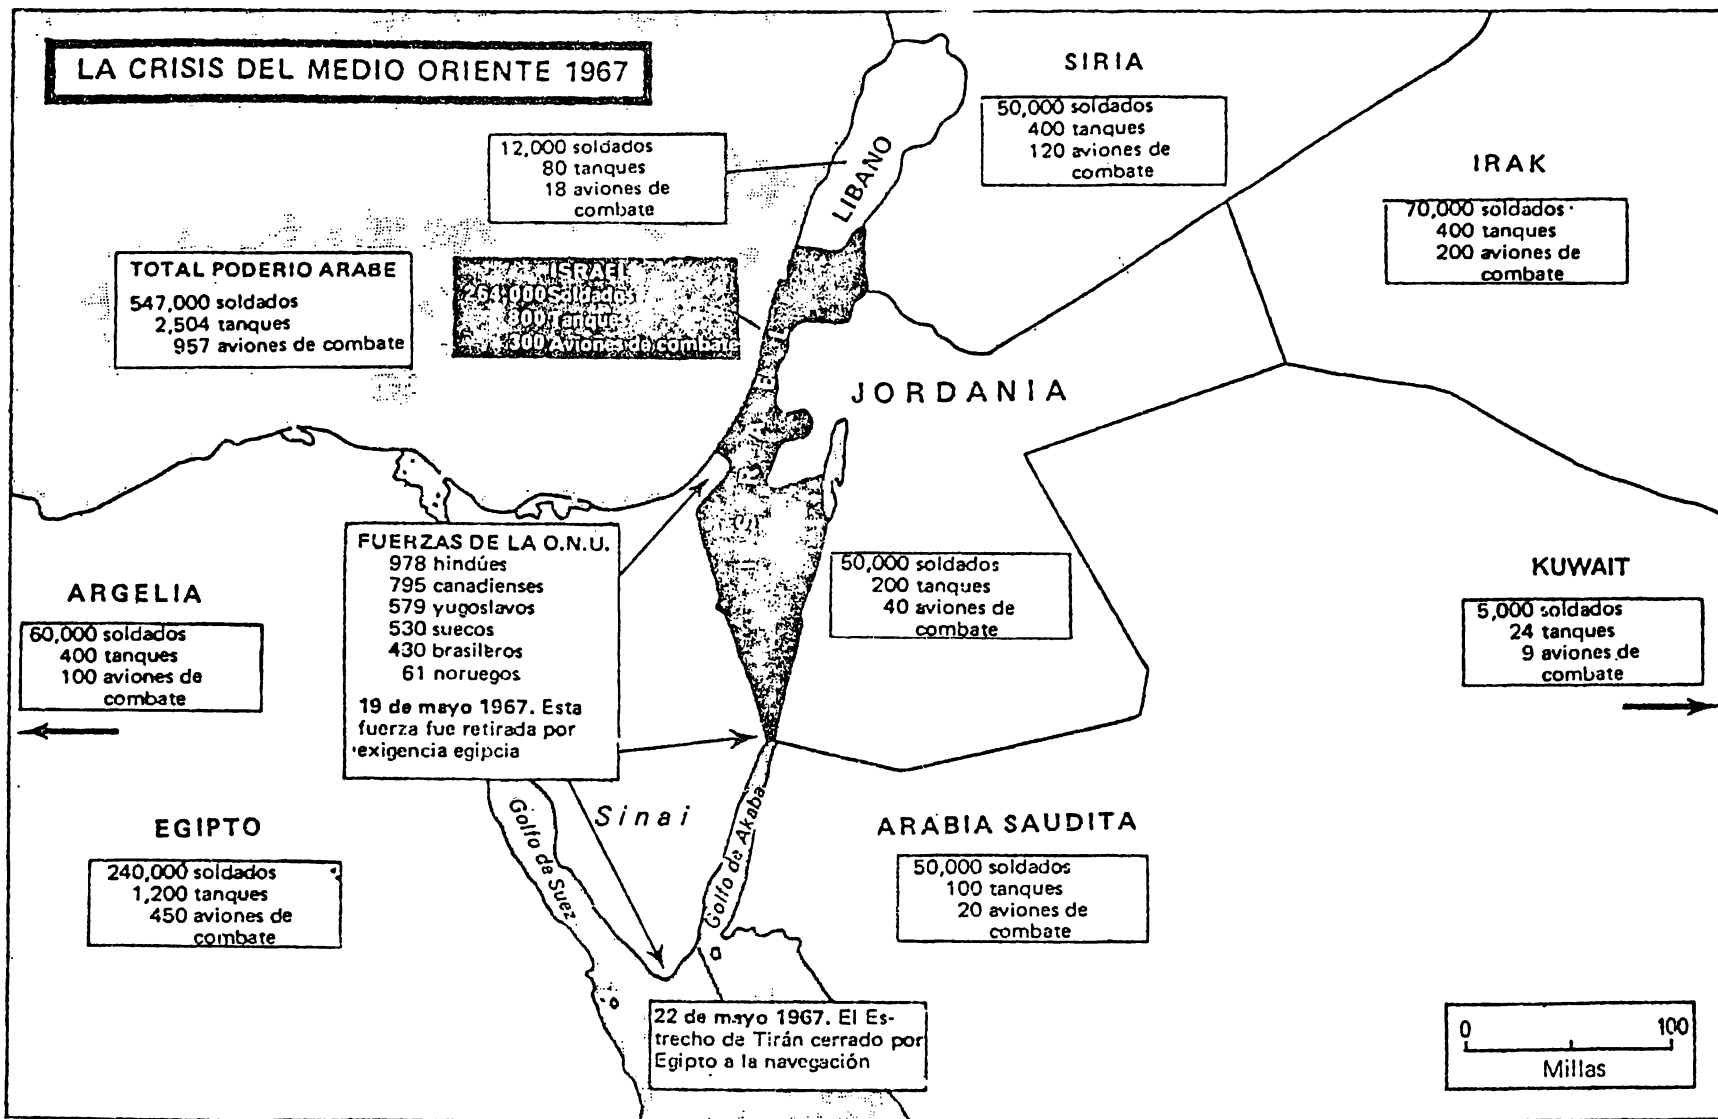 LA CRISIS DEL MEDIO ORIENTE 1967
SIRIA
50,000 soldados
400 tanques
120 aviones de
combate
12,000 soldados
80 tanques
18 aviones de
combate
LIBANO
IRAK
70,000 soldados
400 tanques
200 aviones de
combate
TOTAL PODERIO ARABE
547,000 soldados
2,504 tanques
957 aviones de combate
ISRAEL
264,000 Soldados
800 Tanques
300 Aviones de combate
JORDANIA
50,000 soldados
200 tanques
40 aviones de
combate
FUERZAS DE LA O.N.U.
978 hindúes
795 canadienses
579 yugoslavos
530 suecos
430 brasileros
61 noruegos
19 de mayo 1967. Esta
fuerza fue retirada por
exigencia egipcia
ARGELIA
60,000 soldados
400 tanques
100 aviones de
combate
KUWAIT
5,000 soldados
24 tanques
9 aviones de
combate
EGIPTO
240,000 soldados
1,200 tanques
450 aviones de
combate
Golfo de Suez
Sinai
Golfo de Akaba
ARABIA SAUDITA
50,000 soldados
100 tanques
20 aviones de
combate
22 de mayo 1967. El Es-
trecho de Tirán cerrado por
Egipto a la navegación
0 100
Millas